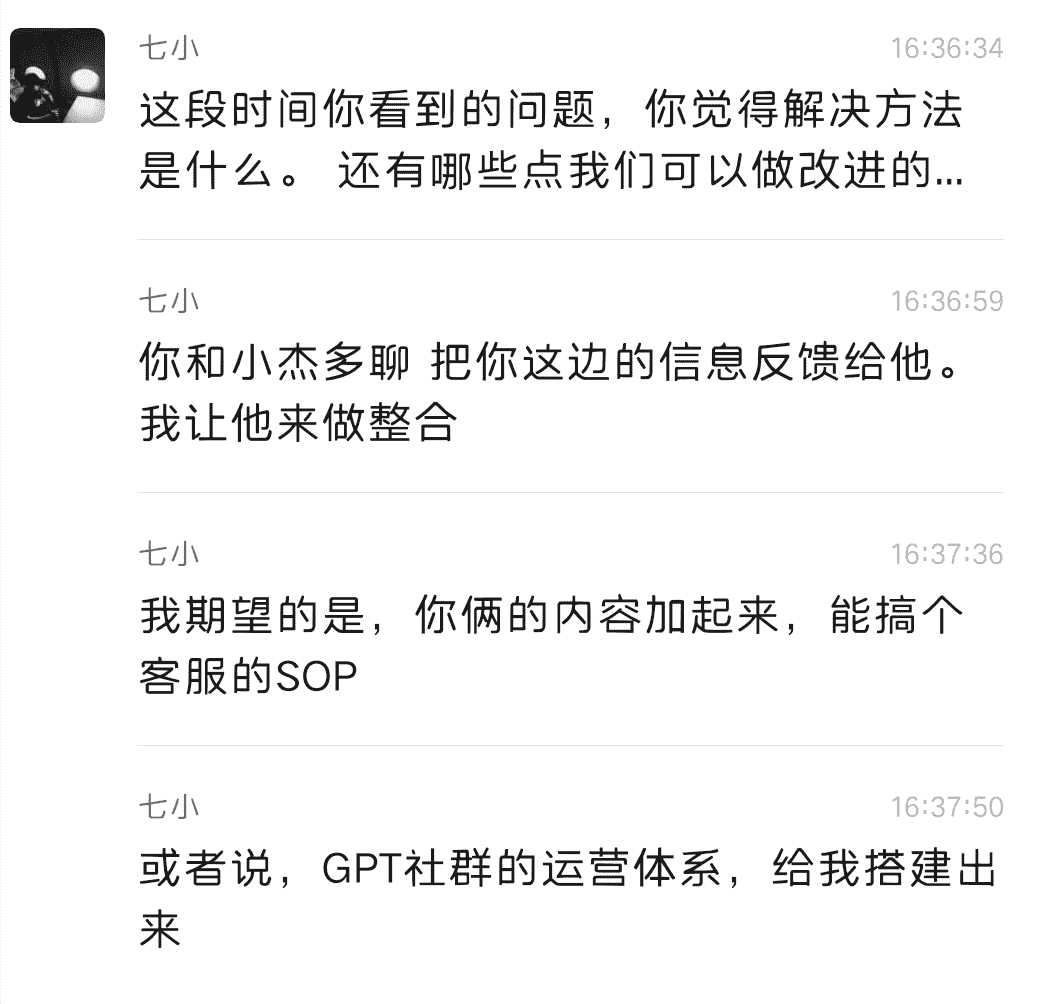 七小 16:36:34
这段时间你看到的问题，你觉得解决方法
是什么。 还有哪些点我们可以做改进的...
七小 16:36:59
你和小杰多聊 把你这边的信息反馈给他。
我让他来做整合
七小 16:37:36
我期望的是，你俩的内容加起来，能搞个
客服的SOP
七小 16:37:50
或者说，GPT社群的运营体系，给我搭建出
来